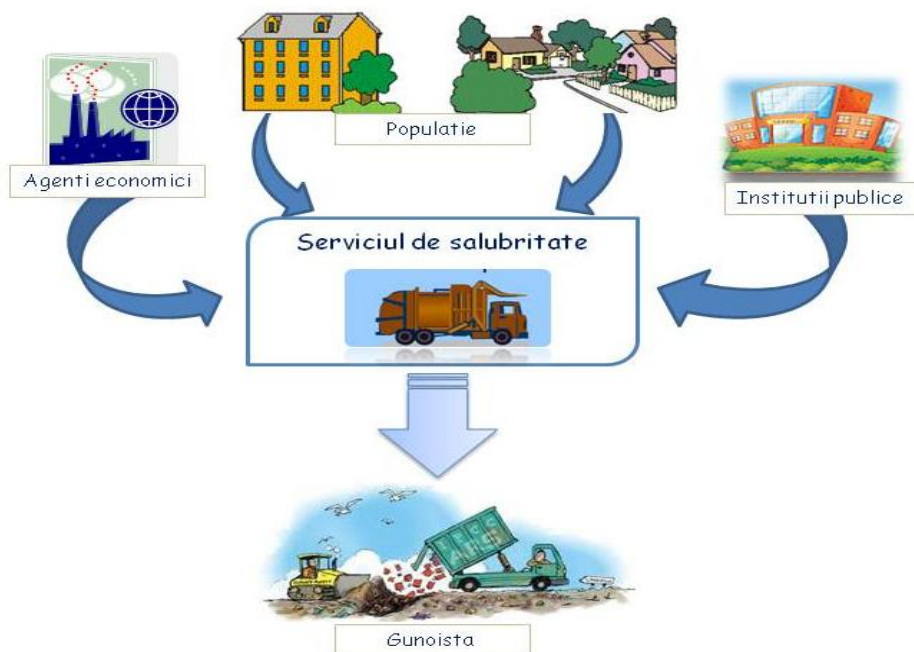 Populatie
Agenti economici
Institutii publice
Serviciul de salubritate
Gunoista